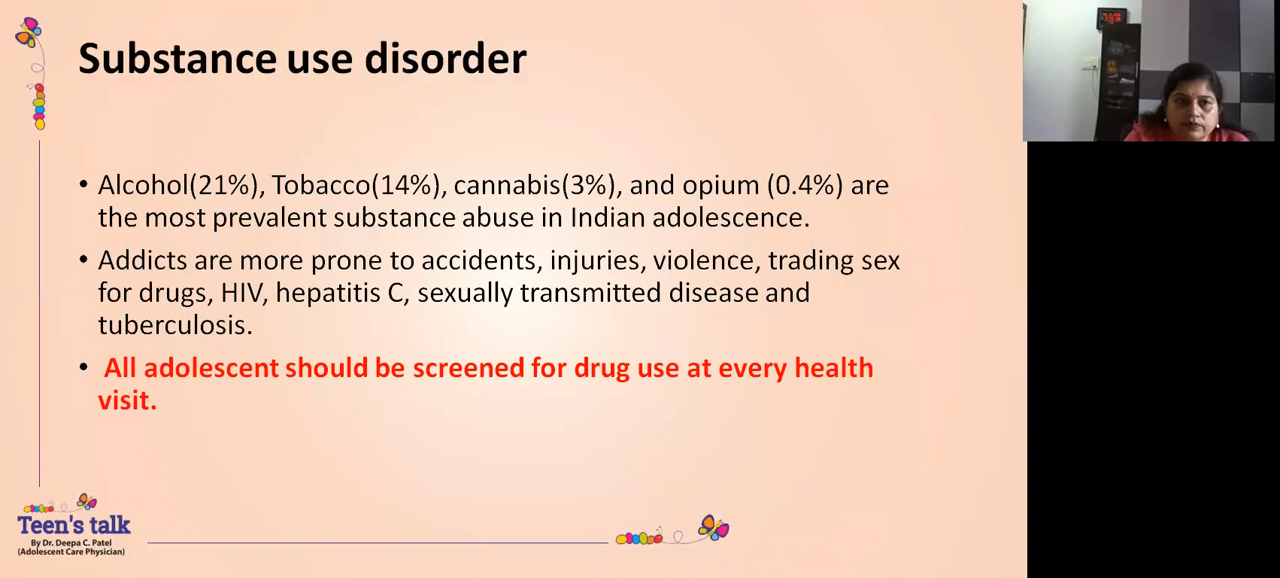 Substance use disorder
• Alcohol(21%), Tobacco(14%), cannabis(3%), and opium (0.4%) are
the most prevalent substance abuse in Indian adolescence.
• Addicts are more prone to accidents, injuries, violence, trading sex
for drugs, HIV, hepatitis C, sexually transmitted disease and
tuberculosis.
• All adolescent should be screened for drug use at every health
visit.
Teen's talk
By Dr. Deepa C. Patel
(Adolescent Care Physician)